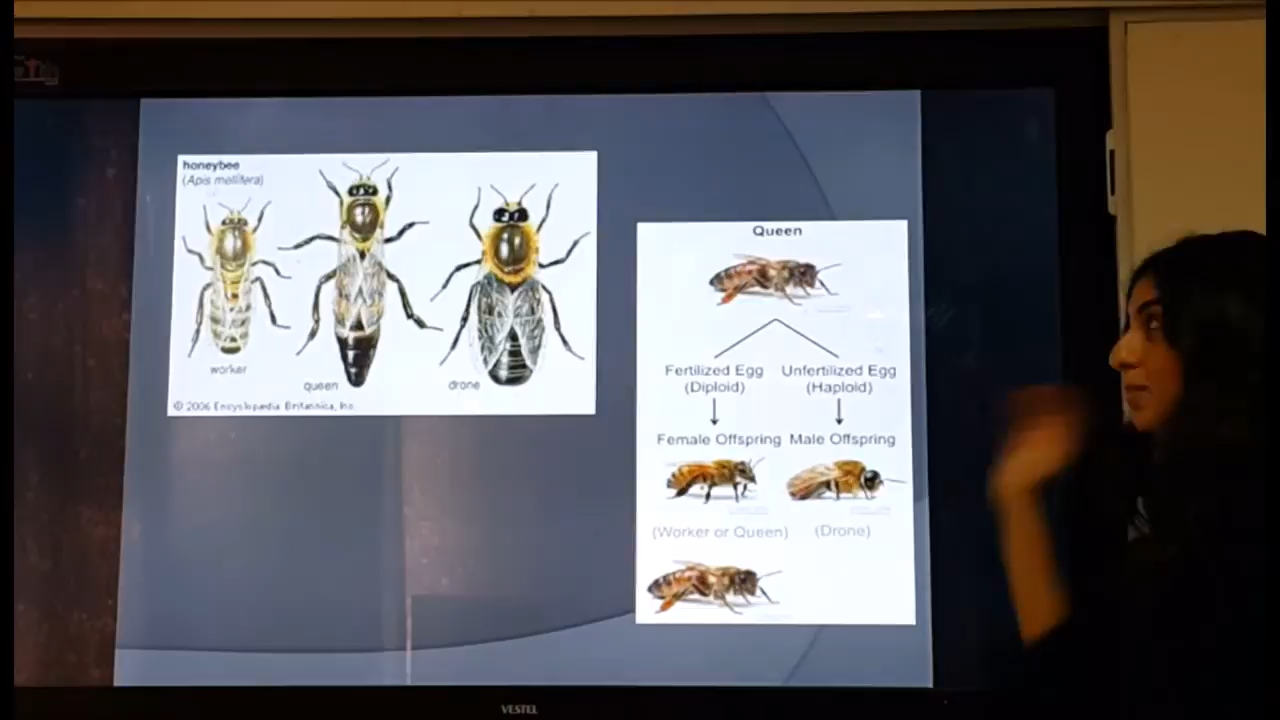 honeybee
(Apis mellifera)
worker
queen
drone
© 2006 Encyclopædia Britannica, Inc.
Queen
Fertilized Egg
(Diploid)
Unfertilized Egg
(Haploid)
Female Offspring
Male Offspring
(Worker or Queen)
(Drone)
VESTEL